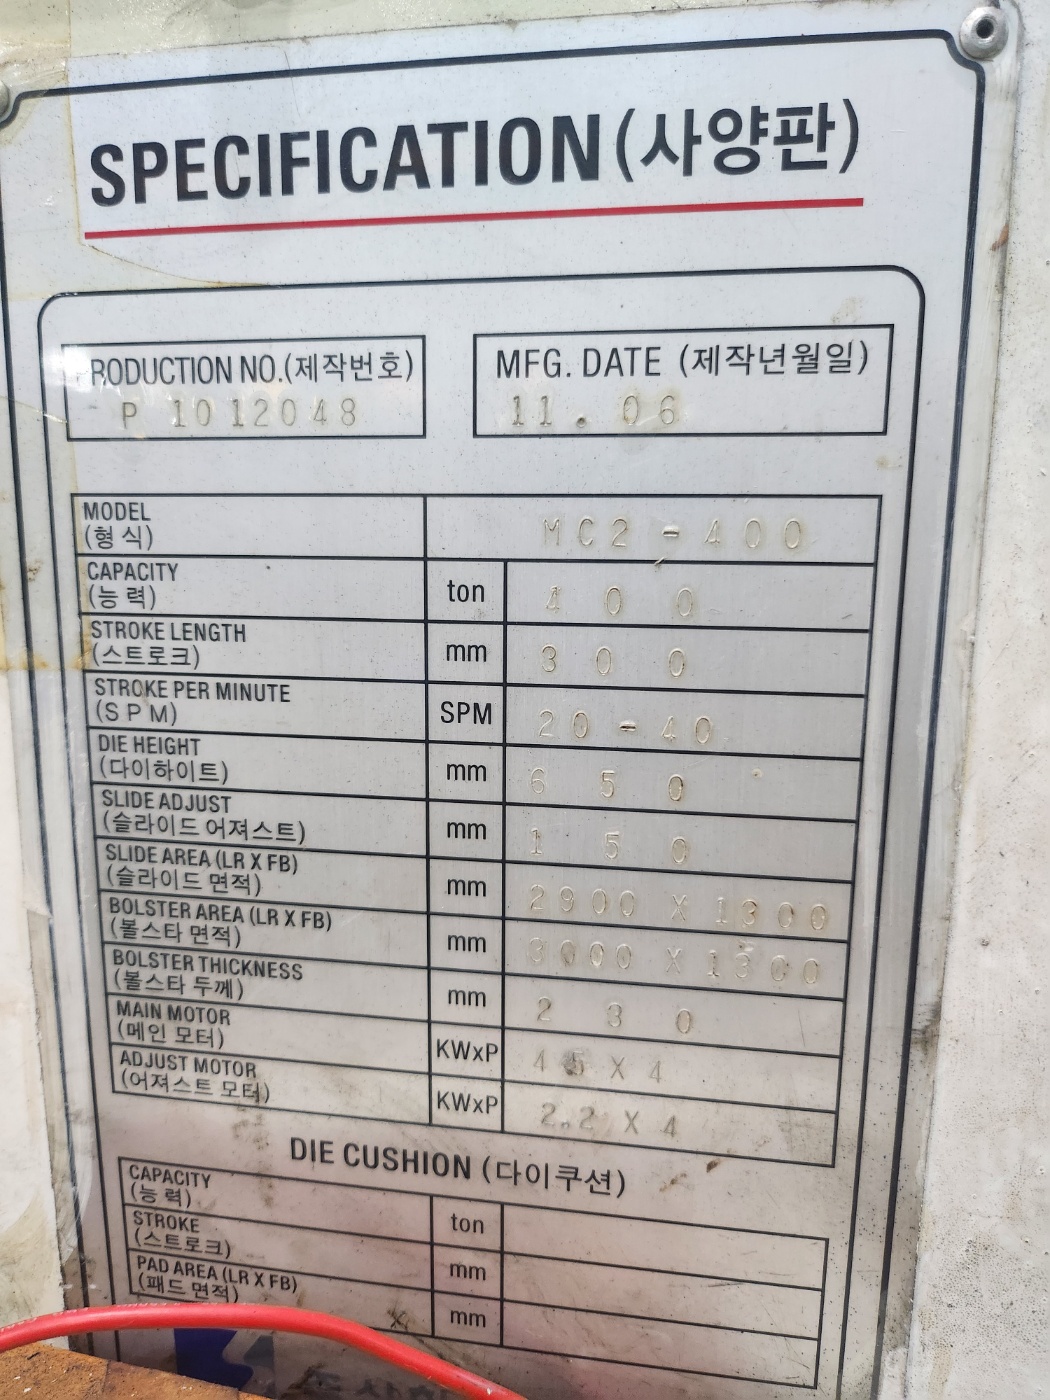 SPECIFICATION(사양판)
PRODUCTION NO.(제작번호)
P 1012048
MFG. DATE (제작년월일)
11. 06
MODEL
(형 식)
MC2-400
CAPACITY
(능 력)
ton
400
STROKE LENGTH
(스트로크)
mm
300
STROKE PER MINUTE
(S P M)
SPM
20-40
DIE HEIGHT
(다이하이트)
mm
650
SLIDE ADJUST
(슬라이드 어져스트)
mm
150
SLIDE AREA (LR X FB)
(슬라이드 면적)
mm
2900 X 1300
BOLSTER AREA (LR X FB)
(볼스타 면적)
mm
3000 X 1300
BOLSTER THICKNESS
(볼스타 두께)
mm
230
MAIN MOTOR
(메인 모터)
KWxP
45 X 4
ADJUST MOTOR
(어져스트 모터)
KWxP
2.2 X 4
DIE CUSHION (다이쿠션)
CAPACITY
(능 력)
ton
STROKE
(스트로크)
mm
PAD AREA (LR X FB)
(패드 면적)
mm